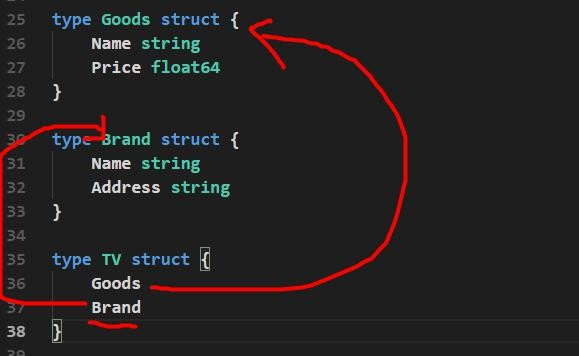 25 type Goods struct {
26 Name string
27 Price float64
28 }
29
30 type Brand struct {
31 Name string
32 Address string
33 }
34
35 type TV struct {
36 Goods
37 Brand
38 }